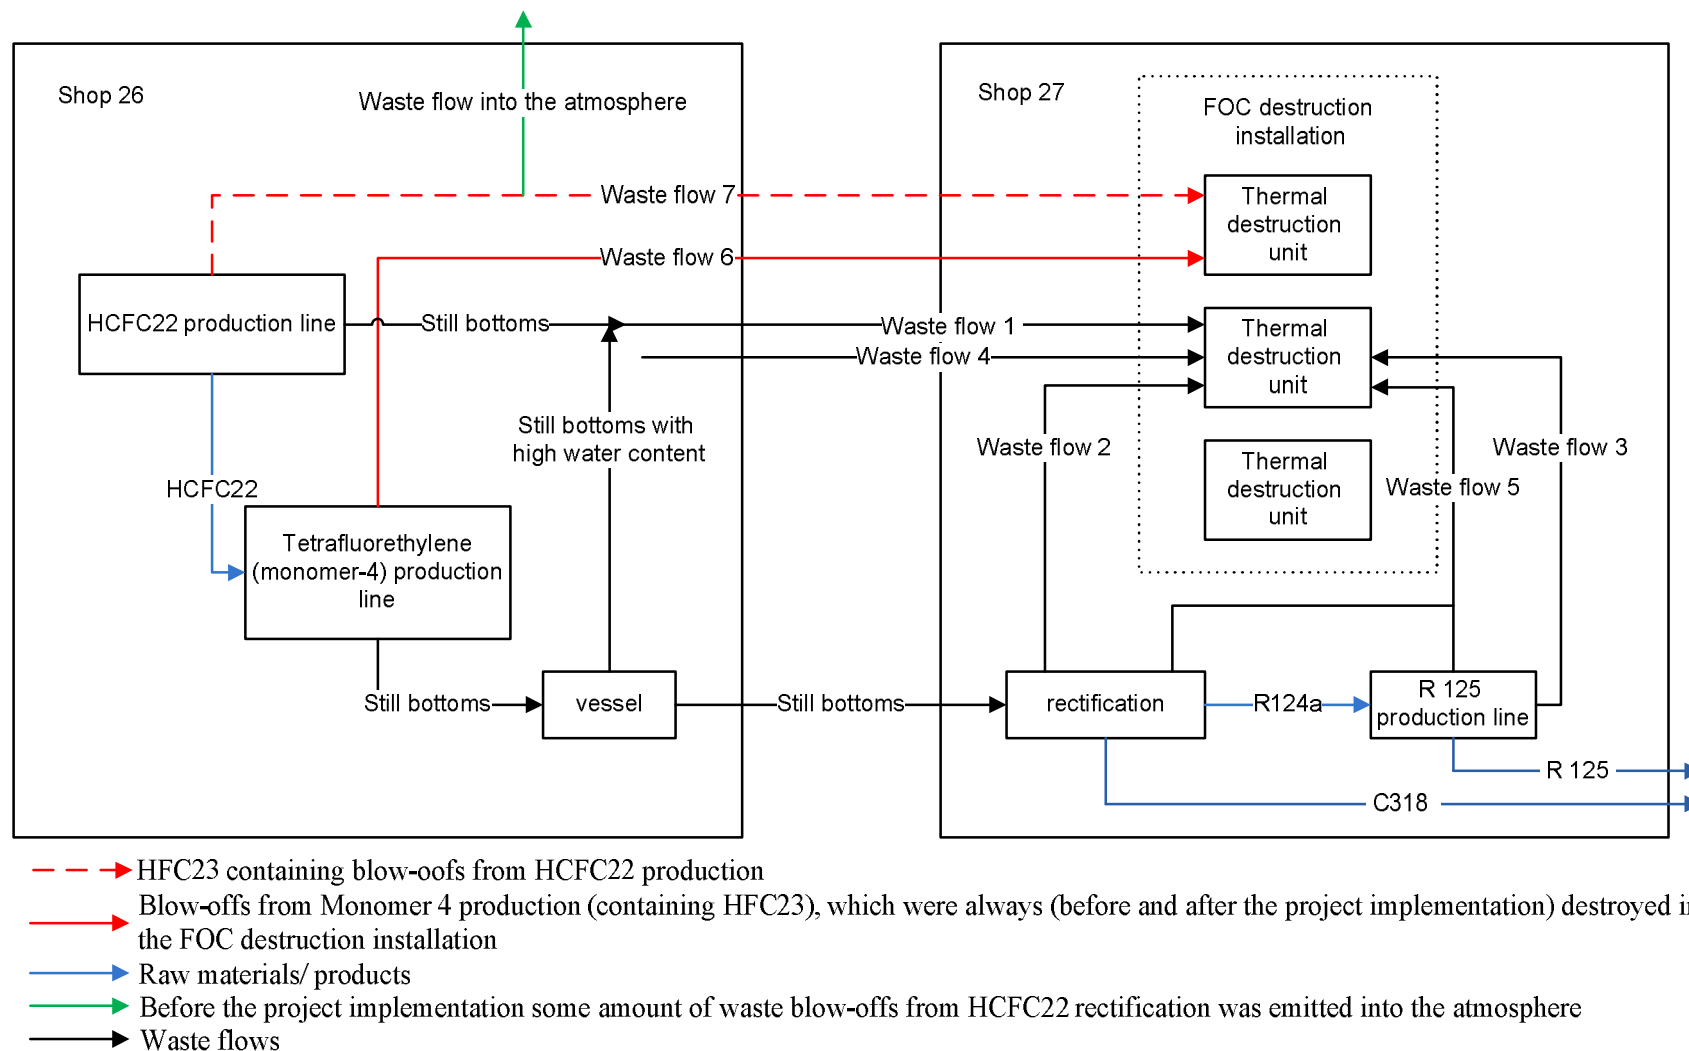 Shop 26
Waste flow into the atmosphere
Shop 27
FOC destruction
installation
Waste flow 7
Thermal
destruction
unit
Waste flow 6
HCFC22 production line
Still bottoms
Waste flow 1
Waste flow 4
Thermal
destruction
unit
Still bottoms with
high water content
Waste flow 2
Waste flow 3
Thermal
destruction
unit
Waste flow 5
HCFC22
Tetrafluorethylene
(monomer-4) production
line
Still bottoms
vessel
Still bottoms
rectification
R124a
R 125
production line
R 125
C318
HFC23 containing blow-oofs from HCFC22 production
Blow-offs from Monomer 4 production (containing HFC23), which were always (before and after the project implementation) destroyed in
the FOC destruction installation
Raw materials/ products
Before the project implementation some amount of waste blow-offs from HCFC22 rectification was emitted into the atmosphere
Waste flows